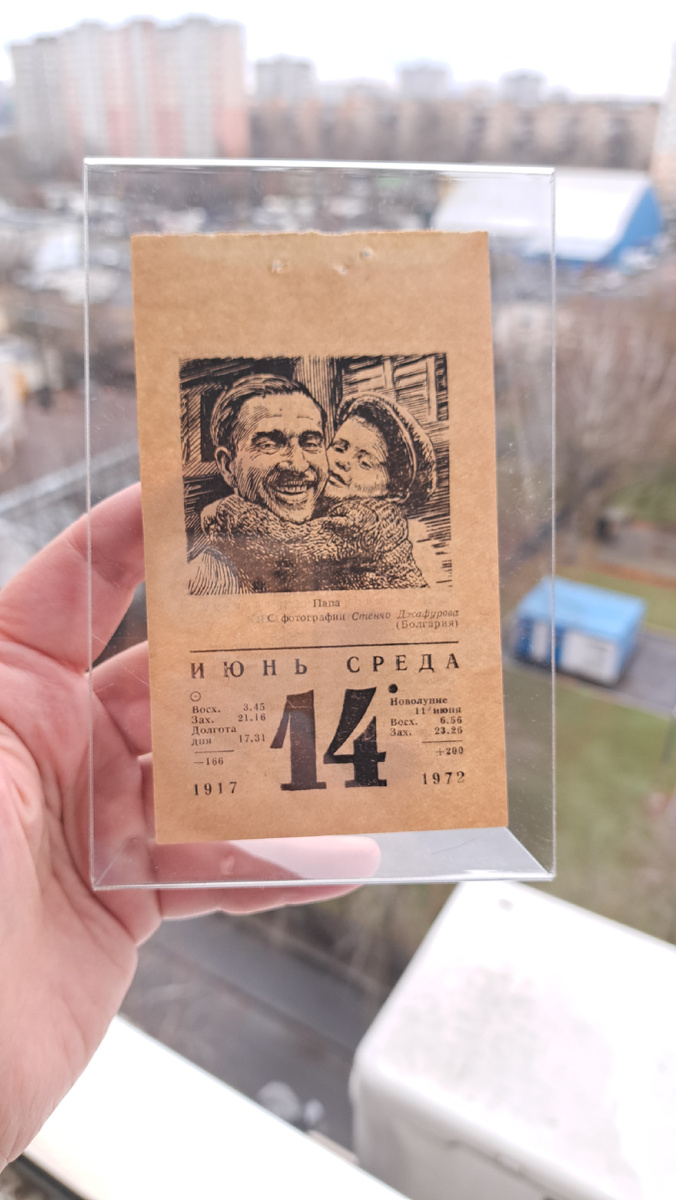 Папа
С фотографии Стенчо Джафурова
(Болгария)
ИЮНЬ СРЕДА
Восх. 3.45
Зах. 21.16
Долгота
дня 17.31
—166
1917
14
Новолуние
11 июня
Восх. 6.56
Зах. 23.26
+200
1972